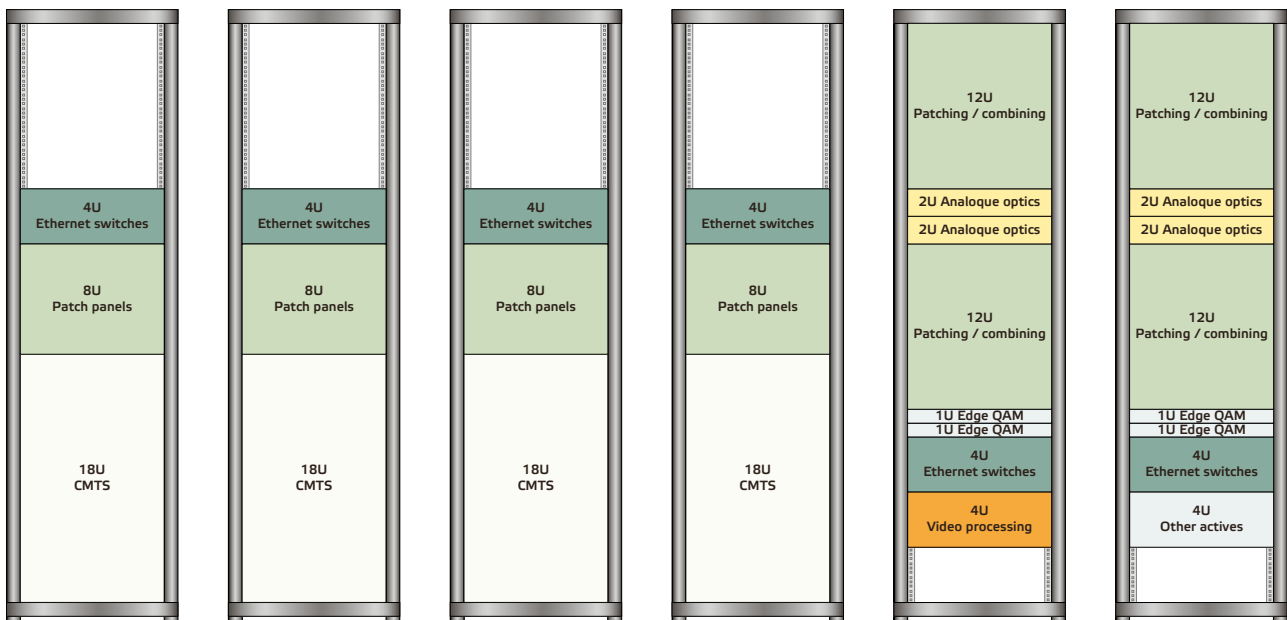 4U
Ethernet switches
8U
Patch panels
18U
CMTS
4U
Ethernet switches
8U
Patch panels
18U
CMTS
4U
Ethernet switches
8U
Patch panels
18U
CMTS
4U
Ethernet switches
8U
Patch panels
18U
CMTS
12U
Patching / combining
2U Analoque optics
2U Analoque optics
12U
Patching / combining
1U Edge QAM
1U Edge QAM
4U
Ethernet switches
4U
Video processing
12U
Patching / combining
2U Analoque optics
2U Analoque optics
12U
Patching / combining
1U Edge QAM
1U Edge QAM
4U
Ethernet switches
4U
Other actives